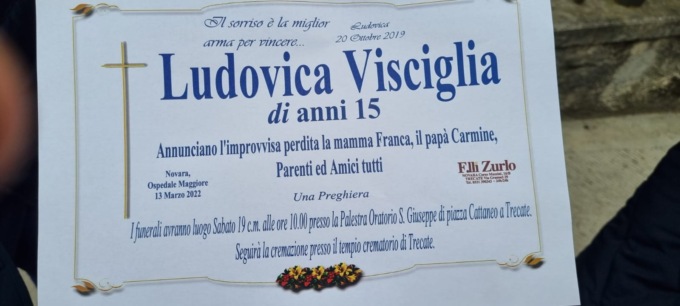 Il sorriso è la miglior
arma per vincere...
Ludovica
20 Ottobre 2019
Ludovica Visciglia
di anni 15
Annunciano l'improvvisa perdita la mamma Franca, il papà Carmine,
Parenti ed Amici tutti
Novara,
Ospedale Maggiore
13 Marzo 2022
F.lli Zurlo
Una Preghiera
I funerali avranno luogo Sabato 19 c.m. alle ore 10.00 presso la Palestra Oratorio S. Giuseppe di piazza Cattaneo a Trecate.
Seguirà la cremazione presso il tempio crematorio di Trecate.